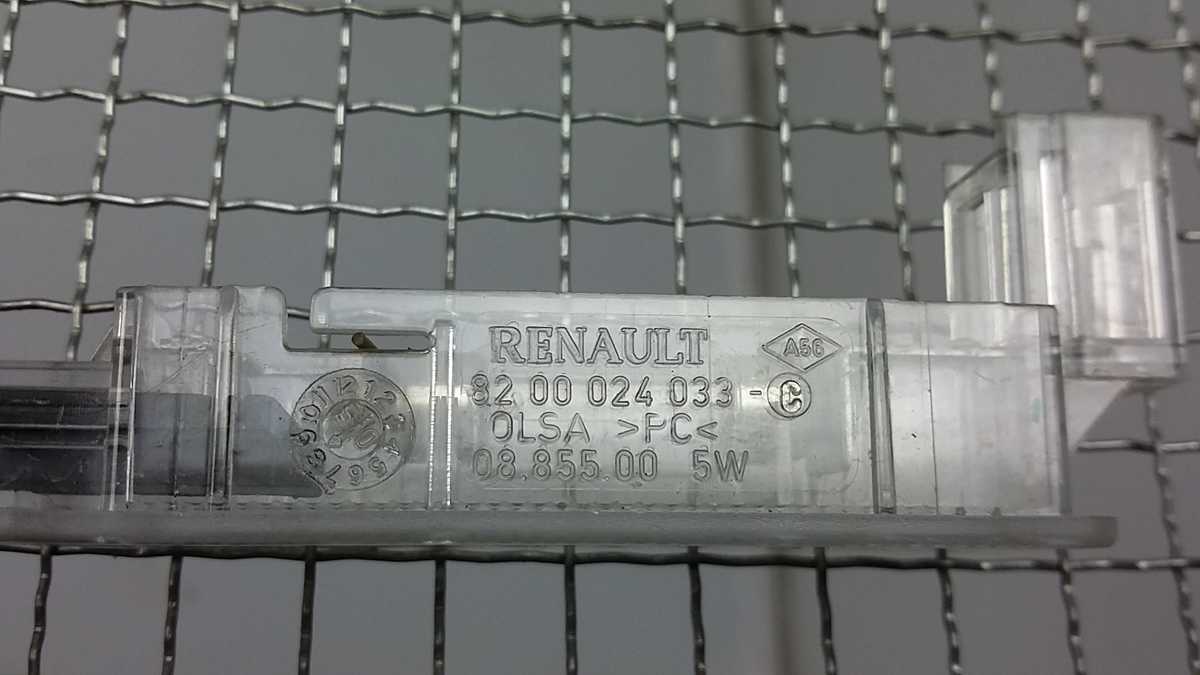 RENAULT
A56
82 00 024 033 - C
OLSA >PC<
08.855.00 5W